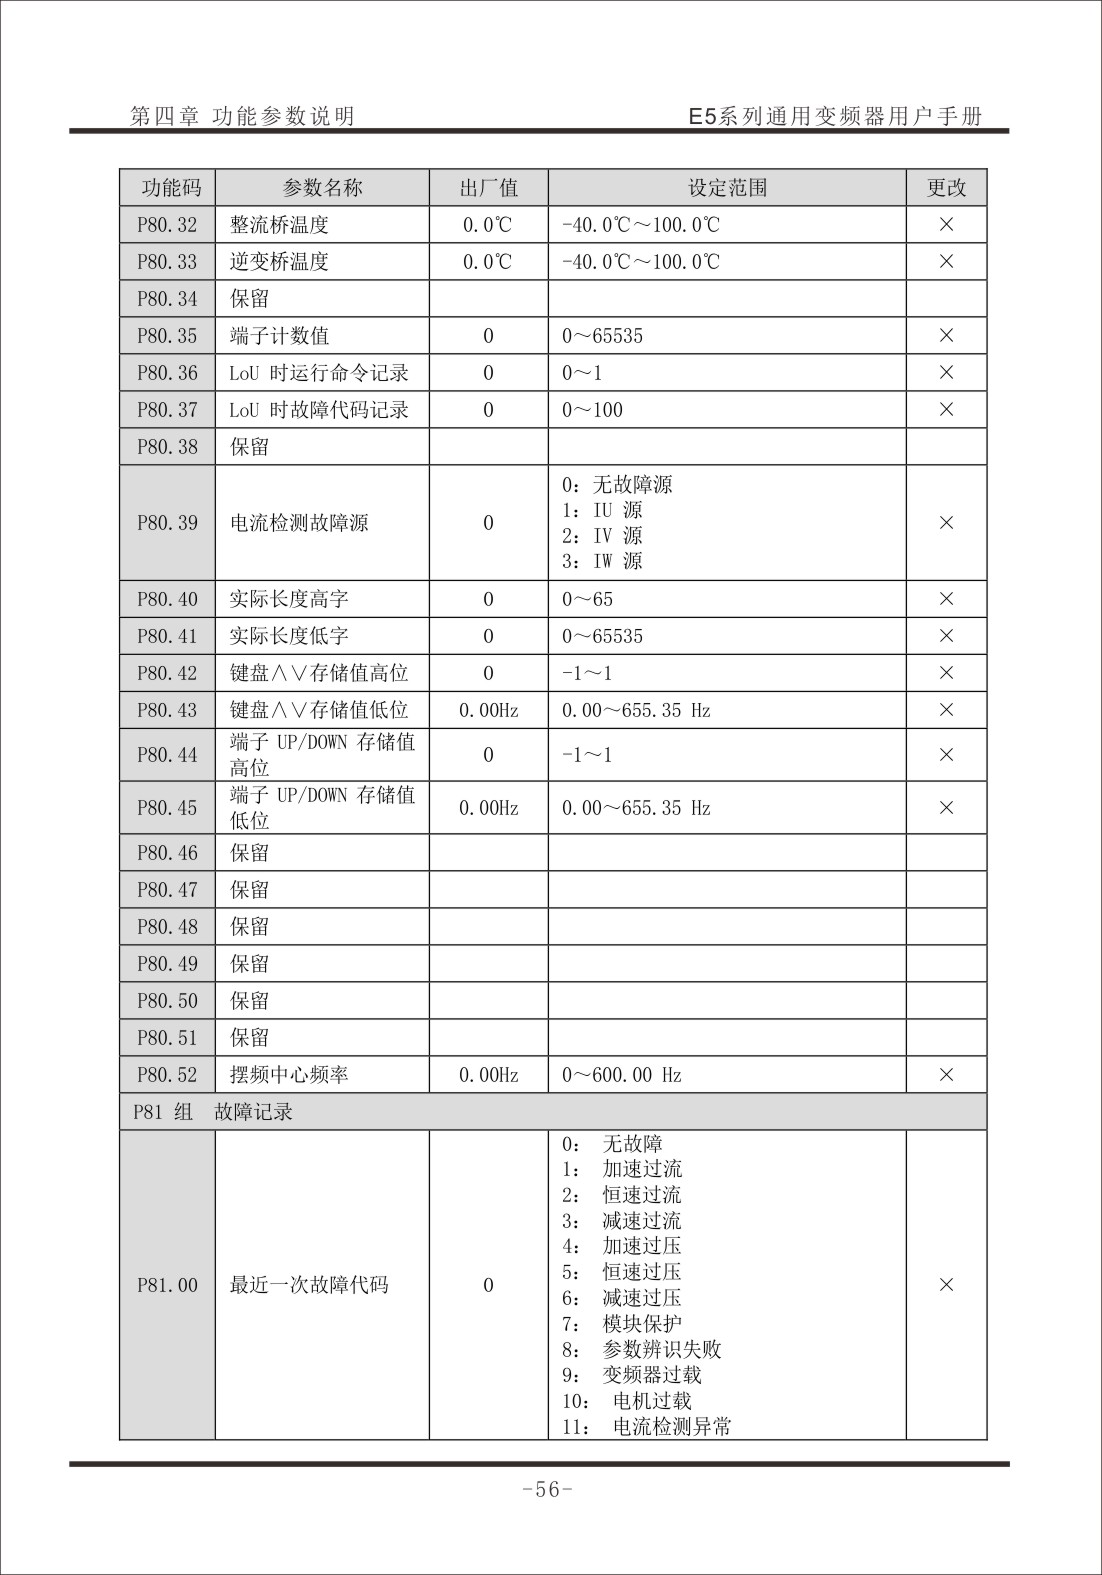 第四章 功能参数说明 E5系列通用变频器用户手册
功能码 参数名称 出厂值 设定范围 更改
P80.32 整流桥温度 0.0℃ -40.0℃～100.0℃ ×
P80.33 逆变桥温度 0.0℃ -40.0℃～100.0℃ ×
P80.34 保留
P80.35 端子计数值 0 0～65535 ×
P80.36 LoU 时运行命令记录 0 0～1 ×
P80.37 LoU 时故障代码记录 0 0～100 ×
P80.38 保留
P80.39 电流检测故障源 0
0: 无故障源
1: IU 源
2: IV 源
3: IW 源
×
P80.40 实际长度高字 0 0～65 ×
P80.41 实际长度低字 0 0～65535 ×
P80.42 键盘∧∨存储值高位 0 -1～1 ×
P80.43 键盘∧∨存储值低位 0.00Hz 0.00～655.35 Hz ×
P80.44 端子 UP/DOWN 存储值
高位 0 -1～1 ×
P80.45 端子 UP/DOWN 存储值
低位 0.00Hz 0.00～655.35 Hz ×
P80.46 保留
P80.47 保留
P80.48 保留
P80.49 保留
P80.50 保留
P80.51 保留
P80.52 摆频中心频率 0.00Hz 0～600.00 Hz ×
P81 组 故障记录
P81.00 最近一次故障代码 0
0: 无故障
1: 加速过流
2: 恒速过流
3: 减速过流
4: 加速过压
5: 恒速过压
6: 减速过压
7: 模块保护
8: 参数辨识失败
9: 变频器过载
10: 电机过载
11: 电流检测异常
×
-56-